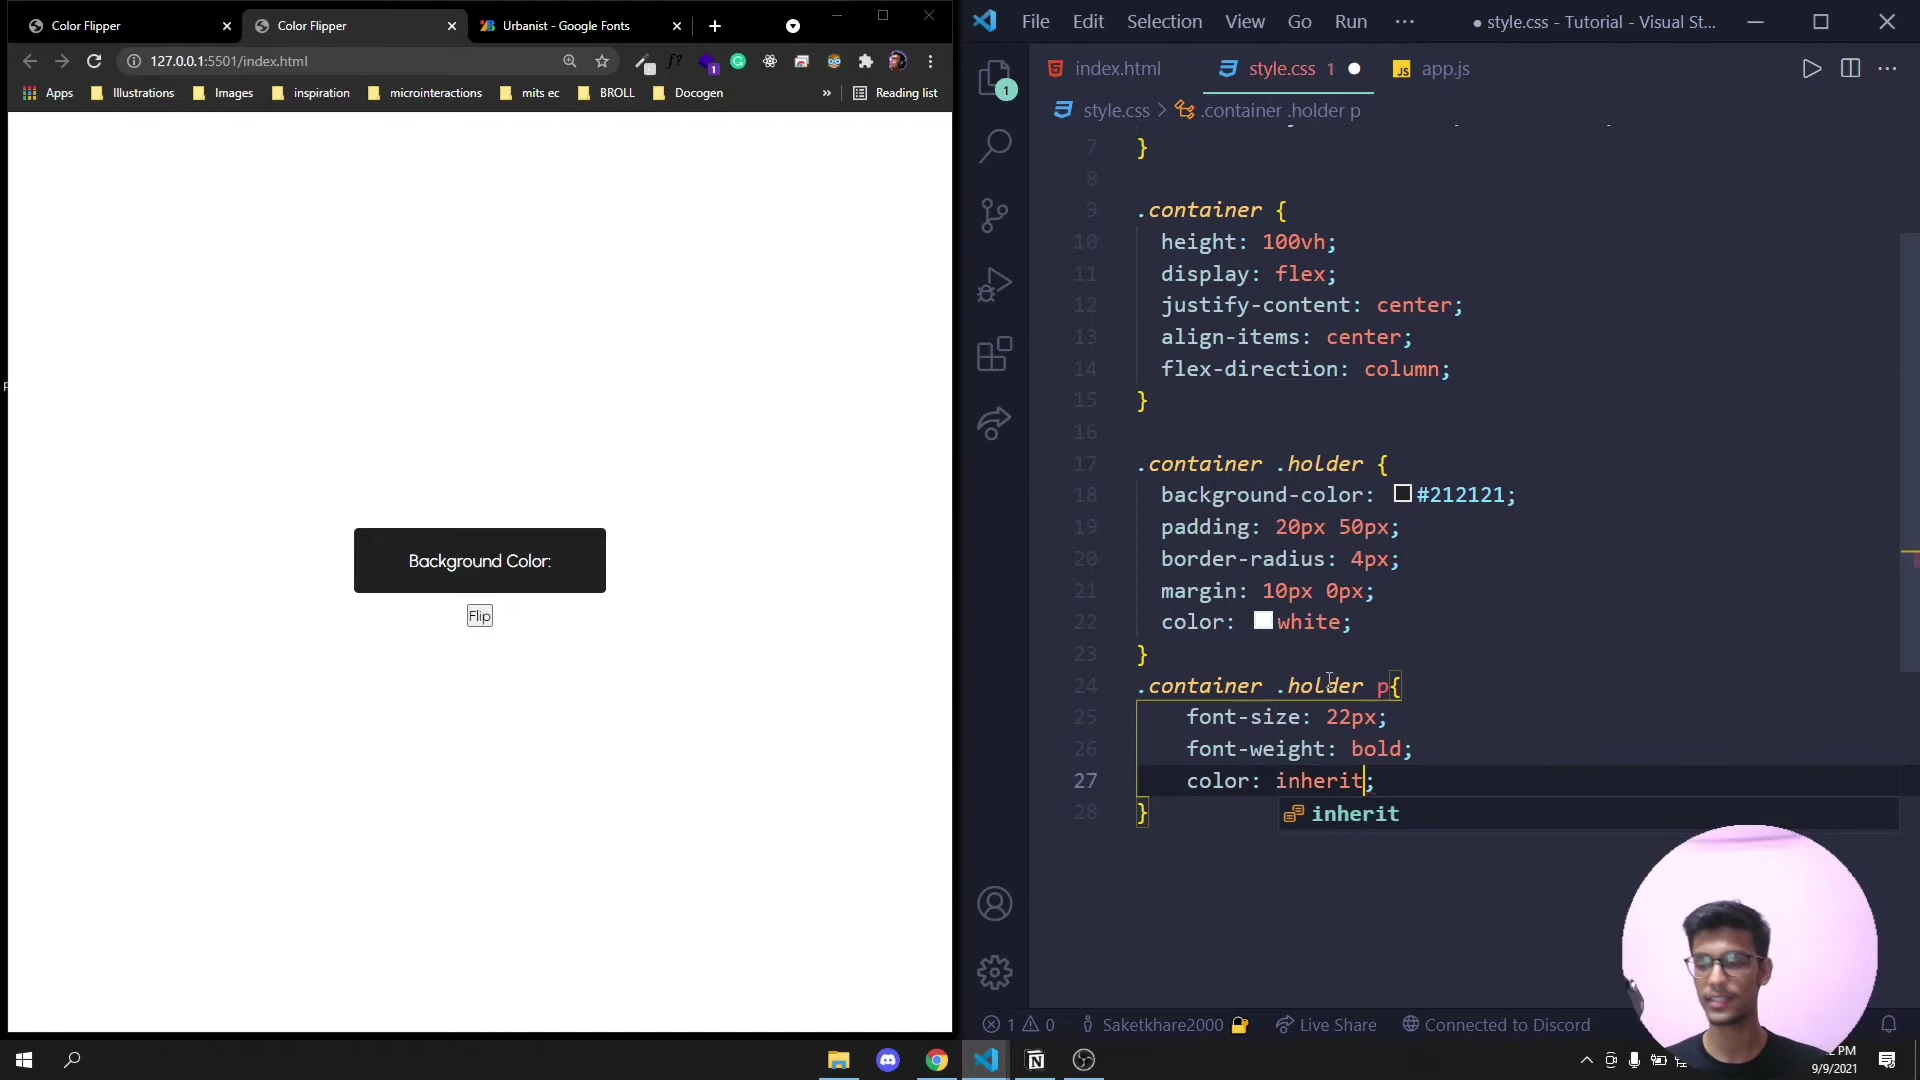 Color Flipper
Color Flipper
Urbanist - Google Fonts
127.0.0.1:5501/index.html
Apps
Illustrations
Images
inspiration
microinteractions
mits ec
BROLL
Docogen
»
Reading list
Background Color:
Flip
File Edit Selection View Go Run ···
● style.css - Tutorial - Visual St...
index.html
style.css 1
app.js
style.css > .container .holder p
7 }
8
9 .container {
10 height: 100vh;
11 display: flex;
12 justify-content: center;
13 align-items: center;
14 flex-direction: column;
15 }
16
17 .container .holder {
18 background-color: #212121;
19 padding: 20px 50px;
20 border-radius: 4px;
21 margin: 10px 0px;
22 color: white;
23 }
24 .container .holder p{
25 font-size: 22px;
26 font-weight: bold;
27 color: inherit;
28 }
inherit
1
1 0
Saketkhare2000
Live Share
Connected to Discord
PM
9/9/2021